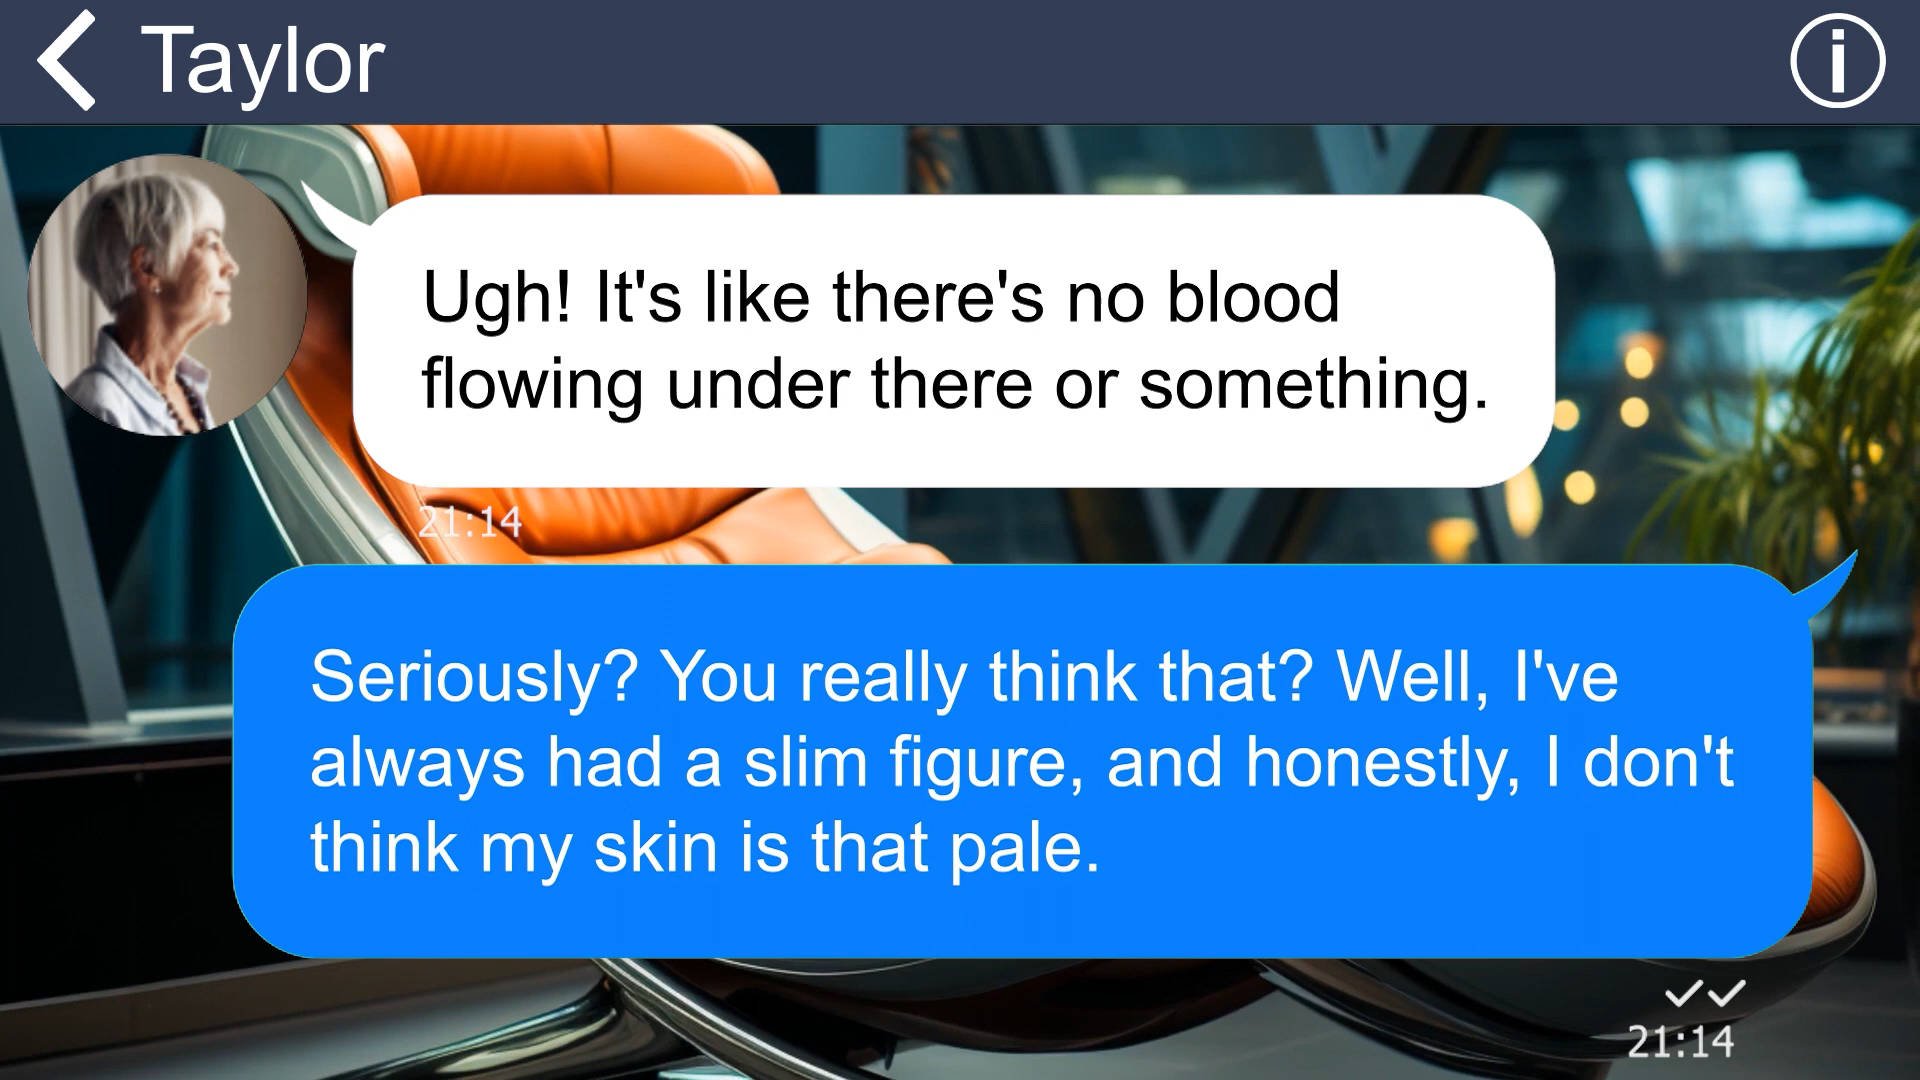 Taylor
Ugh! It's like there's no blood
flowing under there or something.
21:14
Seriously? You really think that? Well, I've
always had a slim figure, and honestly, I don't
think my skin is that pale.
21:14